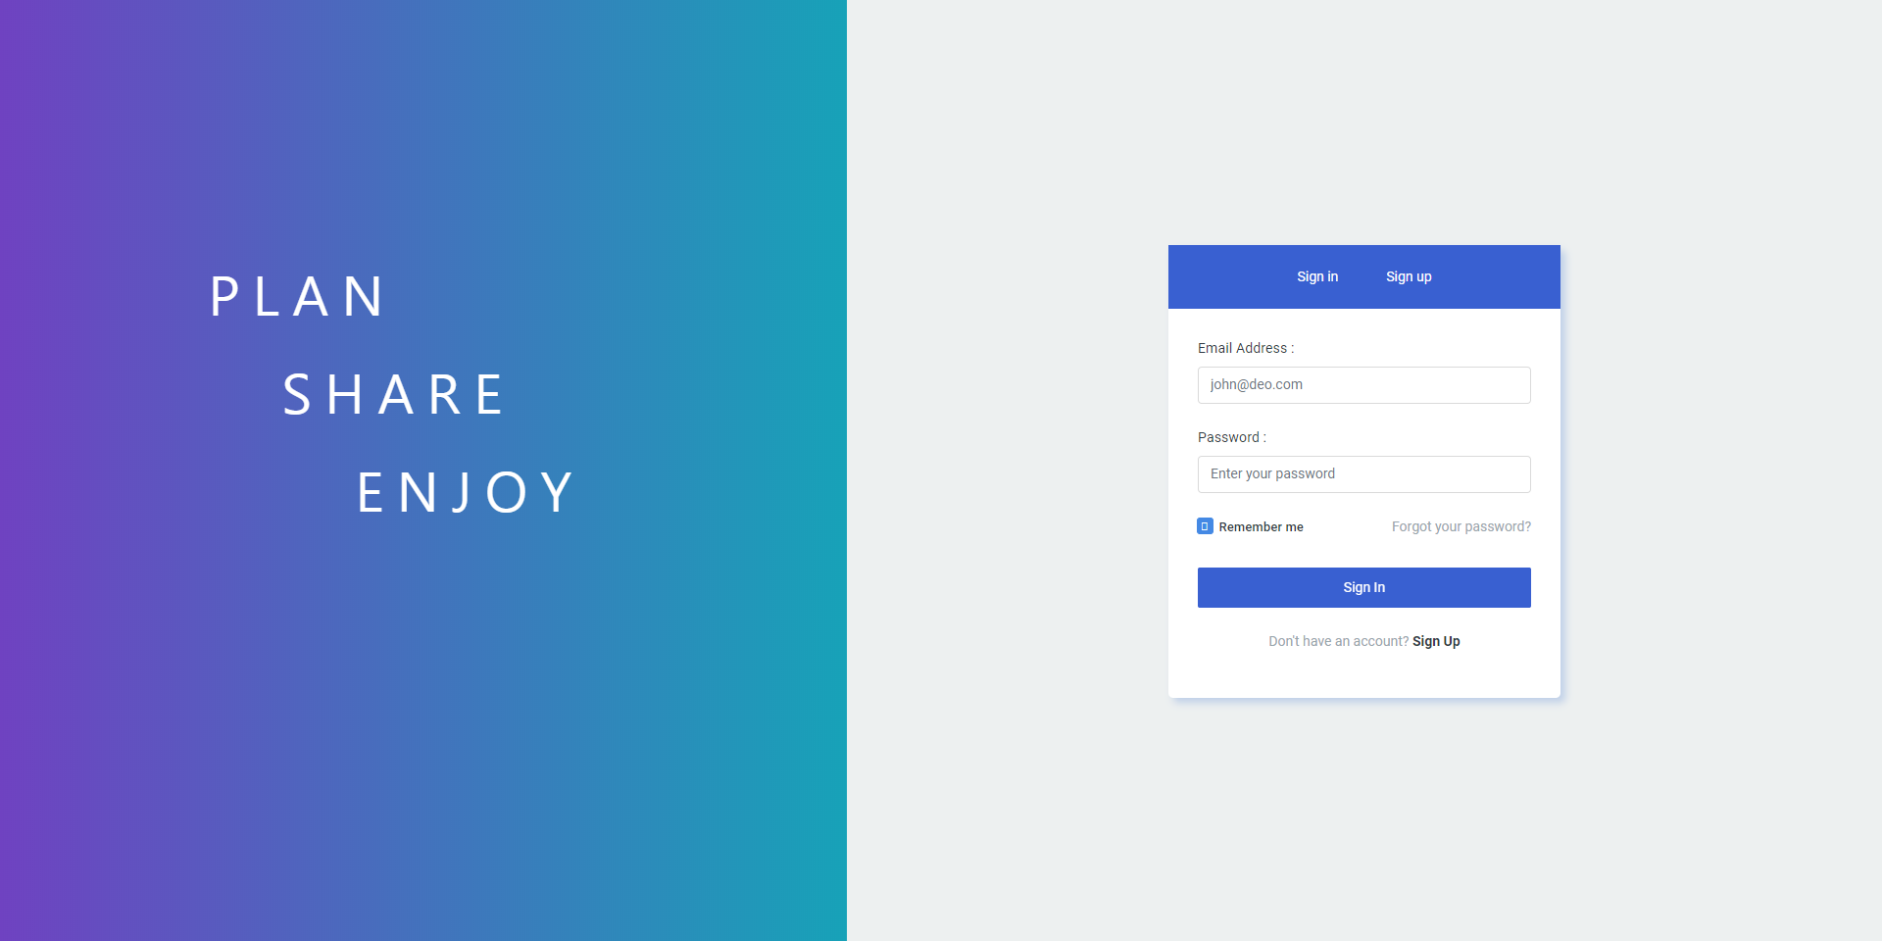 PLAN
SHARE
ENJOY
Sign in Sign up
Email Address :
john@deo.com
Password :
Enter your password
Remember me Forgot your password?
Sign In
Don't have an account? Sign Up